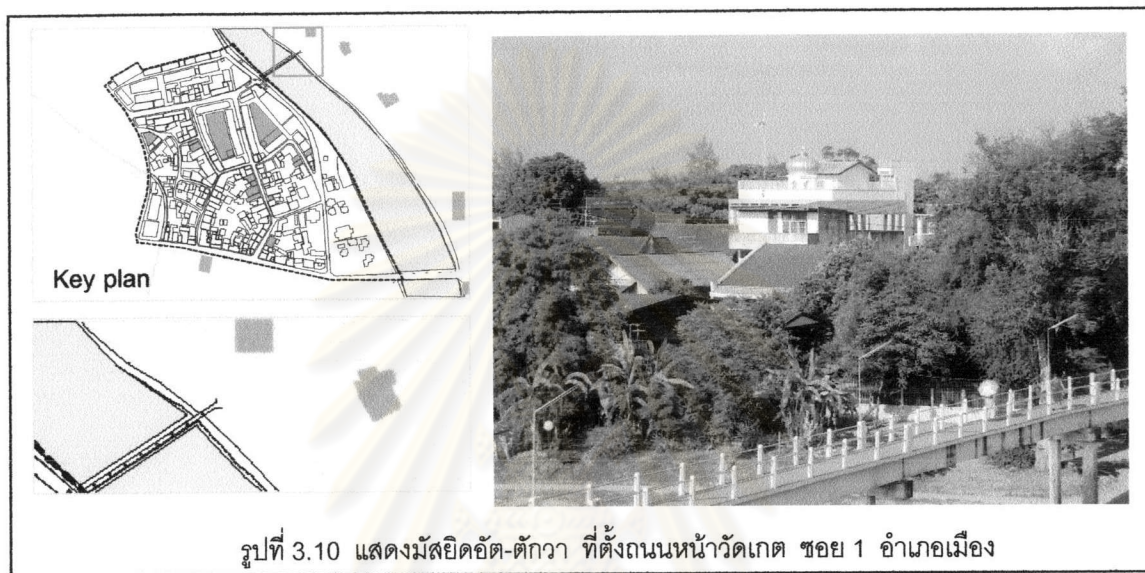 Key plan
รูปที่ 3.10 แสดงมัสยิดอัต-ตักวา ที่ตั้งถนนหน้าวัดเกต ซอย 1 อำเภอเมือง